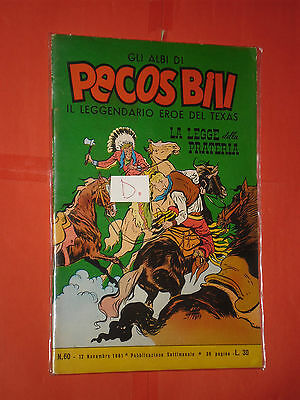 GLI ALBI DI
PECOS BILL
IL LEGGENDARIO EROE DEL TEXAS
LA LEGGE della
PRATERIA
D.
N.60 - 12 Novembre 1951 * Pubblicazione Settimanale * 36 pagine - L. 30